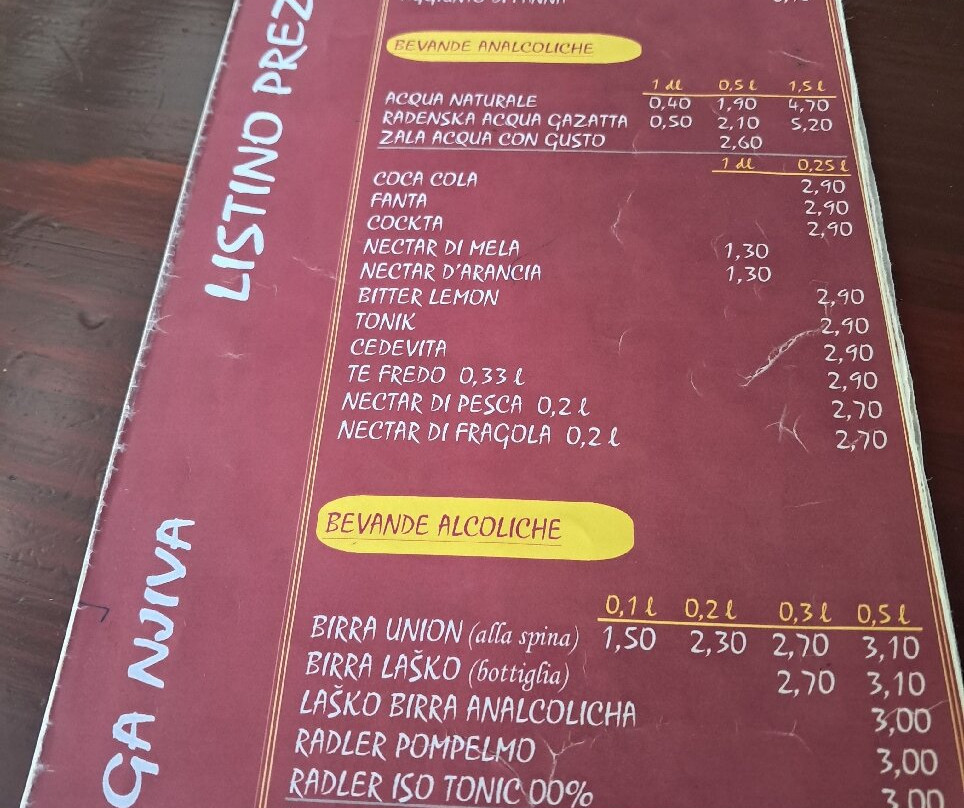 LISTINO PREZ
GA NJIVA
AGGIUNTO DI PANNA
BEVANDE ANALCOLICHE
1 dl 0,5 l 1,5 l
ACQUA NATURALE 0,40 1,90 4,70
RADENSKA ACQUA GAZATTA 0,50 2,10 5,20
ZALA ACQUA CON GUSTO 2,60
1 dl 0,25 l
COCA COLA 2,90
FANTA 2,90
COCKTA 2,90
NECTAR DI MELA 1,30
NECTAR D'ARANCIA 1,30
BITTER LEMON 2,90
TONIK 2,90
CEDEVITA 2,90
TE FREDO 0,33 l 2,90
NECTAR DI PESCA 0,2 l 2,70
NECTAR DI FRAGOLA 0,2 l 2,70
BEVANDE ALCOLICHE
0,1 l 0,2 l 0,3 l 0,5 l
BIRRA UNION (alla spina) 1,50 2,30 2,70 3,10
BIRRA LAŠKO (bottiglia) 2,70 3,10
LAŠKO BIRRA ANALCOLICHA 3,00
RADLER POMPELMO 3,00
RADLER ISO TONIC 00% 3,00